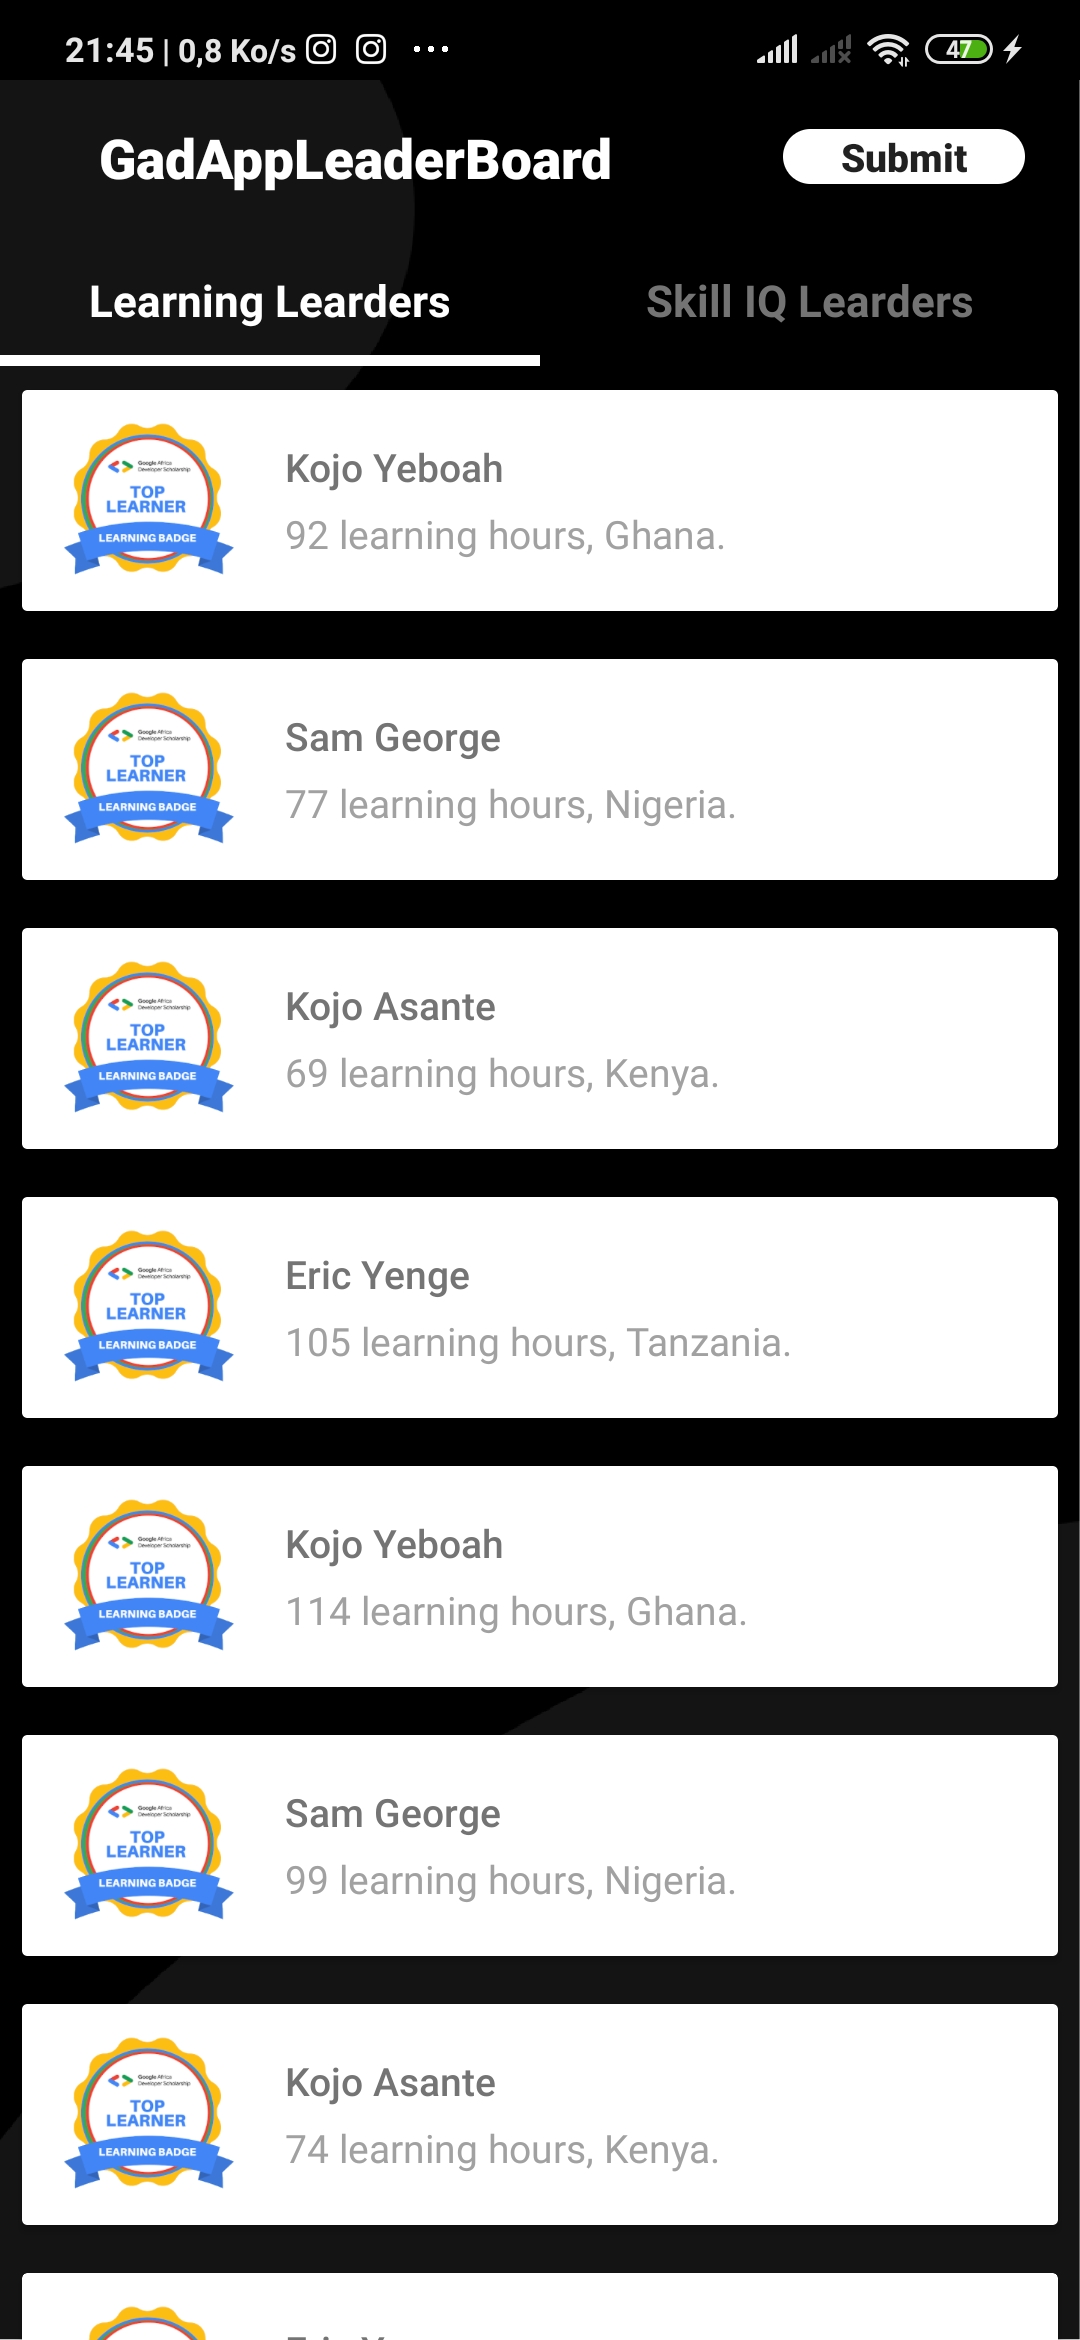 21:45 | 0,8 Ko/s ... 47
GadAppLeaderBoard
Submit
Learning Learders
Skill IQ Learders
Google Africa
Developer Scholarship
TOP
LEARNER
LEARNING BADGE
Kojo Yeboah
92 learning hours, Ghana.
Google Africa
Developer Scholarship
TOP
LEARNER
LEARNING BADGE
Sam George
77 learning hours, Nigeria.
Google Africa
Developer Scholarship
TOP
LEARNER
LEARNING BADGE
Kojo Asante
69 learning hours, Kenya.
Google Africa
Developer Scholarship
TOP
LEARNER
LEARNING BADGE
Eric Yenge
105 learning hours, Tanzania.
Google Africa
Developer Scholarship
TOP
LEARNER
LEARNING BADGE
Kojo Yeboah
114 learning hours, Ghana.
Google Africa
Developer Scholarship
TOP
LEARNER
LEARNING BADGE
Sam George
99 learning hours, Nigeria.
Google Africa
Developer Scholarship
TOP
LEARNER
LEARNING BADGE
Kojo Asante
74 learning hours, Kenya.